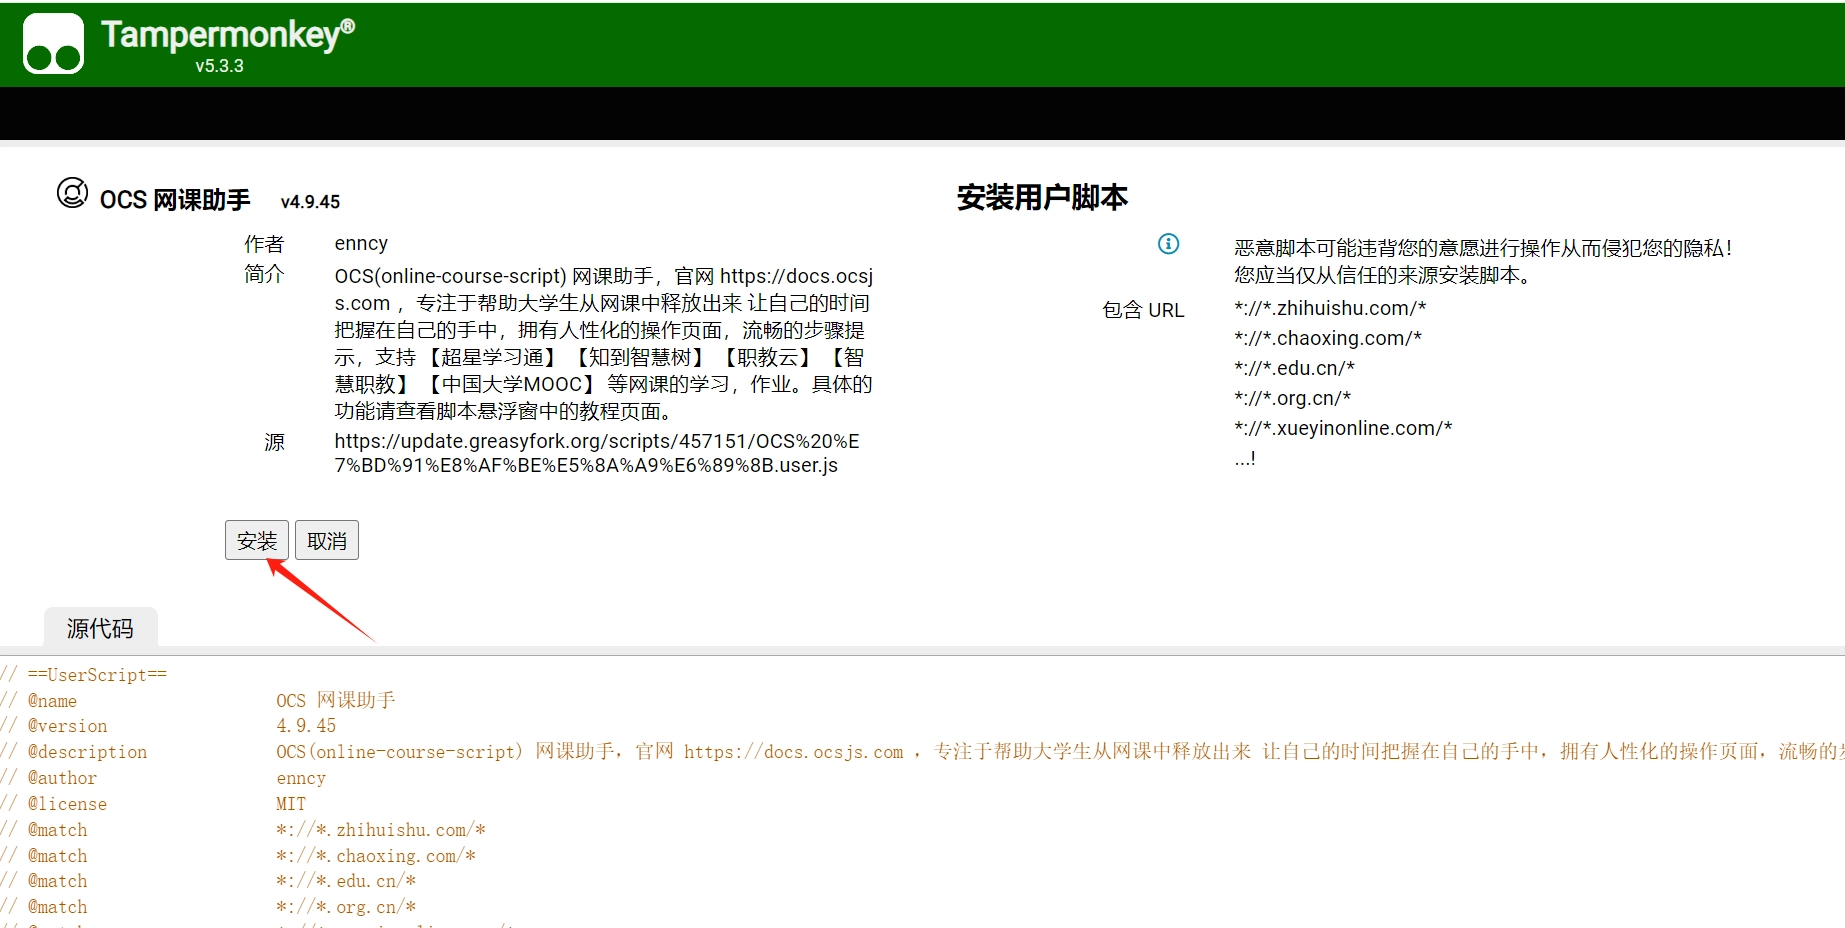 Tampermonkey®
v5.3.3
OCS 网课助手 v4.9.45
作者 enncy
简介 OCS(online-course-script) 网课助手，官网 https://docs.ocsj
s.com ，专注于帮助大学生从网课中释放出来 让自己的时间
把握在自己的手中，拥有人性化的操作页面，流畅的步骤提
示，支持 【超星学习通】 【知到智慧树】 【职教云】 【智
慧职教】 【中国大学MOOC】 等网课的学习，作业。具体的
功能请查看脚本悬浮窗中的教程页面。
源 https://update.greasyfork.org/scripts/457151/OCS%20%E
7%BD%91%E8%AF%BE%E5%8A%A9%E6%89%8B.user.js
安装 取消
安装用户脚本
恶意脚本可能违背您的意愿进行操作从而侵犯您的隐私！
您应当仅从信任的来源安装脚本。
包含 URL *://*.zhihuishu.com/*
*://*.chaoxing.com/*
*://*.edu.cn/*
*://*.org.cn/*
*://*.xueyinonline.com/*
...!
源代码
// ==UserScript==
// @name OCS 网课助手
// @version 4.9.45
// @description OCS(online-course-script) 网课助手，官网 https://docs.ocsjs.com ，专注于帮助大学生从网课中释放出来 让自己的时间把握在自己的手中，拥有人性化的操作页面，流畅的
// @author enncy
// @license MIT
// @match *://*.zhihuishu.com/*
// @match *://*.chaoxing.com/*
// @match *://*.edu.cn/*
// @match *://*.org.cn/*